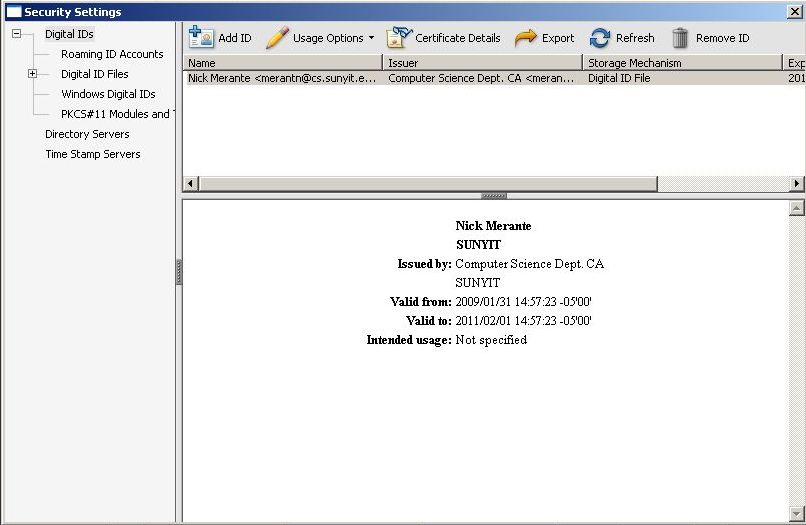 Security Settings
Digital IDs
Roaming ID Accounts
Digital ID Files
Windows Digital IDs
PKCS#11 Modules and
Directory Servers
Time Stamp Servers
Add ID Usage Options Certificate Details Export Refresh Remove ID
Name Issuer Storage Mechanism Exp
Nick Merante <merantn@cs.sunyit.e... Computer Science Dept. CA <meran... Digital ID File 201
Nick Merante
SUNYIT
Issued by: Computer Science Dept. CA
SUNYIT
Valid from: 2009/01/31 14:57:23 -05'00'
Valid to: 2011/02/01 14:57:23 -05'00'
Intended usage: Not specified